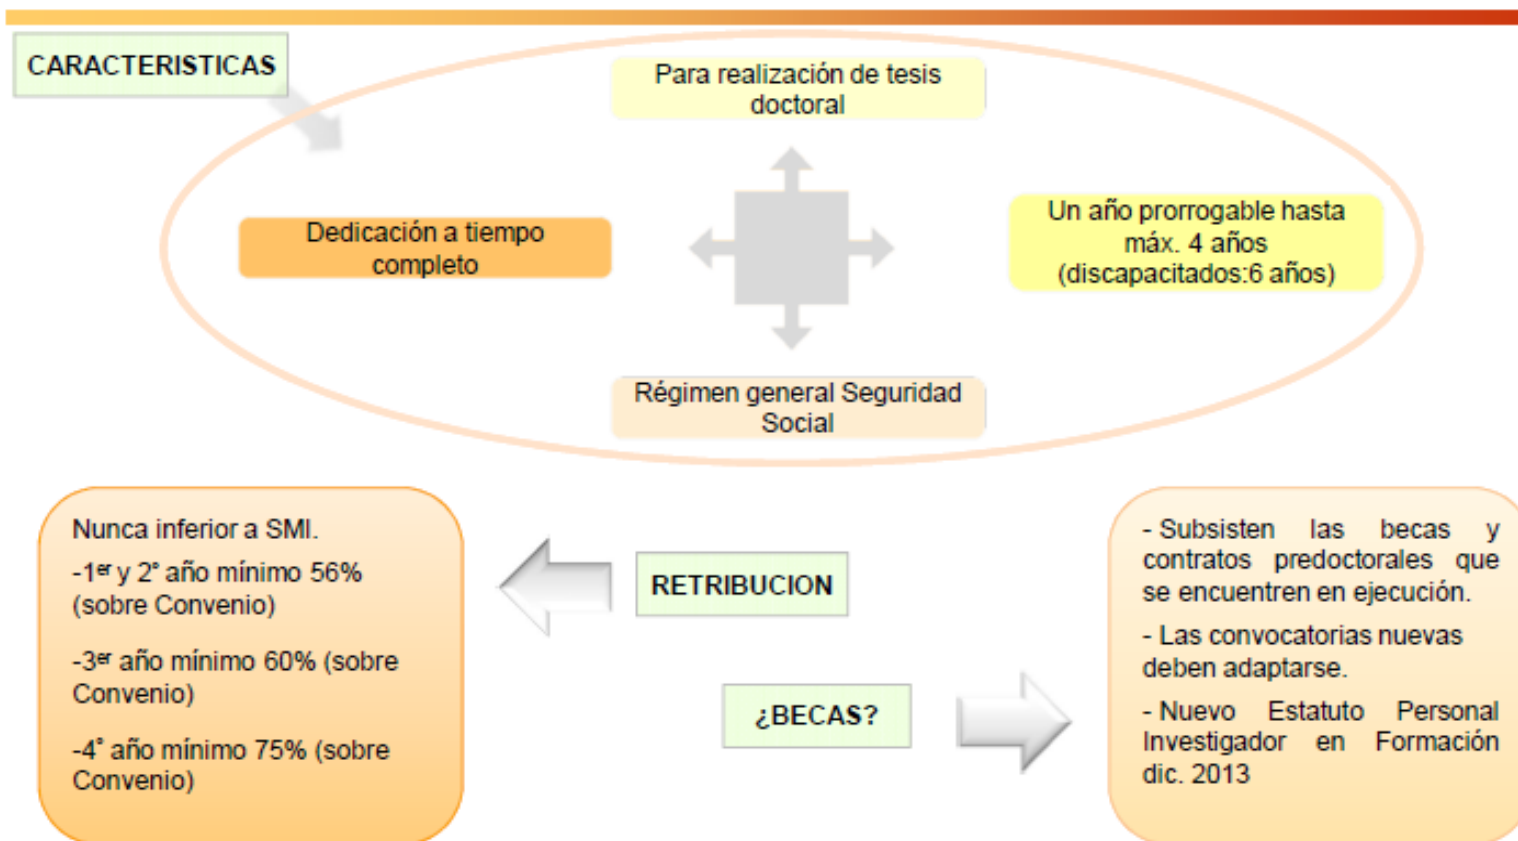 CARACTERISTICAS
Para realización de tesis
doctoral
Dedicación a tiempo
completo
Un año prorrogable hasta
máx. 4 años
(discapacitados:6 años)
Régimen general Seguridad
Social
Nunca inferior a SMI.
-1er y 2° año mínimo 56%
(sobre Convenio)
-3er año mínimo 60% (sobre
Convenio)
-4° año mínimo 75% (sobre
Convenio)
RETRIBUCION
¿BECAS?
- Subsisten las becas y
contratos predoctorales que
se encuentren en ejecución.
- Las convocatorias nuevas
deben adaptarse.
- Nuevo Estatuto Personal
Investigador en Formación
dic. 2013